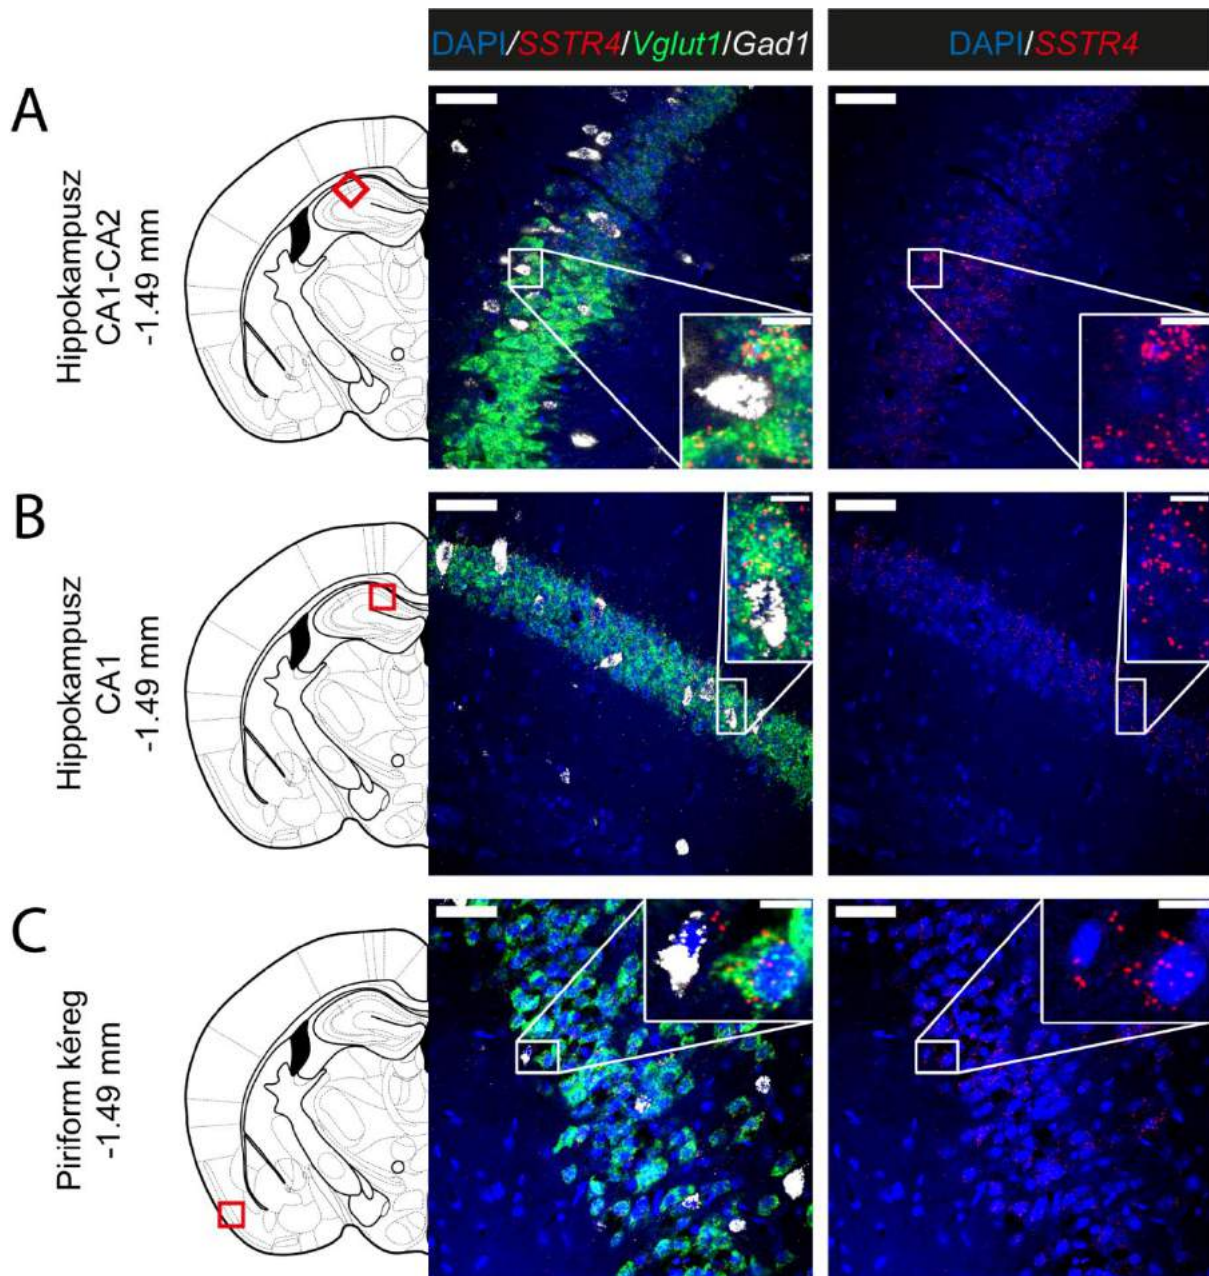 DAPI/SSTR4/Vglut1/Gad1
DAPI/SSTR4
A
Hippokampusz
CA1-CA2
-1.49 mm
B
Hippokampusz
CA1
-1.49 mm
C
Piriform kéreg
-1.49 mm